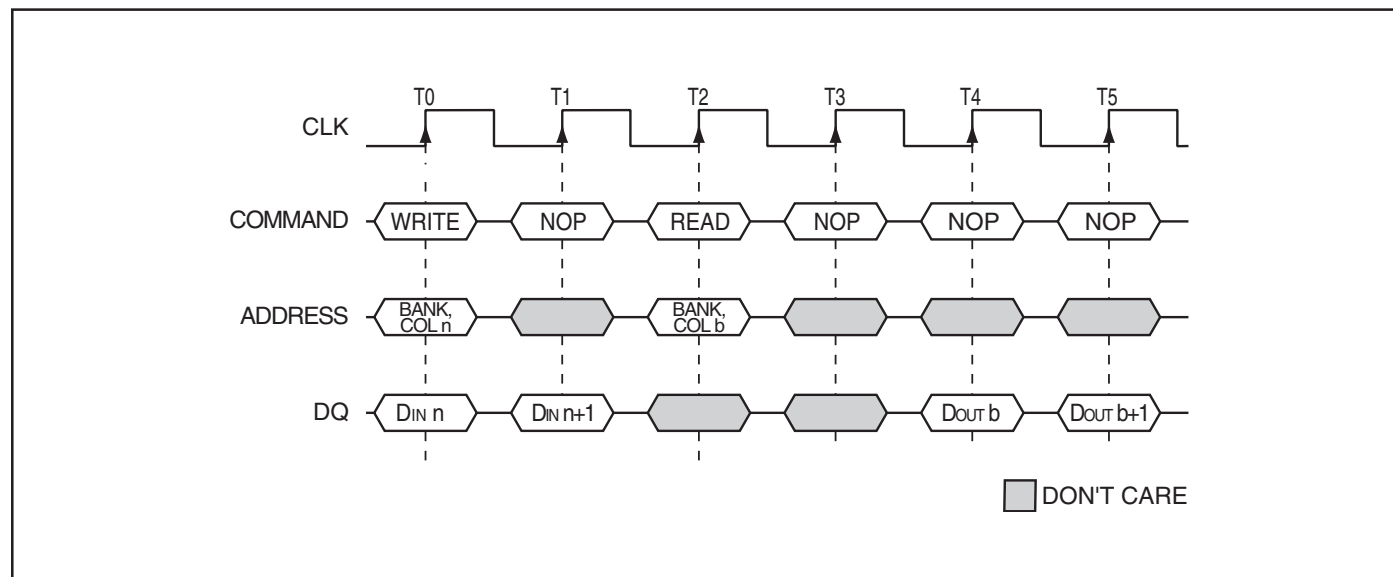 T0 T1 T2 T3 T4 T5
CLK
COMMAND WRITE NOP READ NOP NOP NOP
ADDRESS BANK, COL n BANK, COL b
DQ DIN n DIN n+1 DOUT b DOUT b+1
DON'T CARE